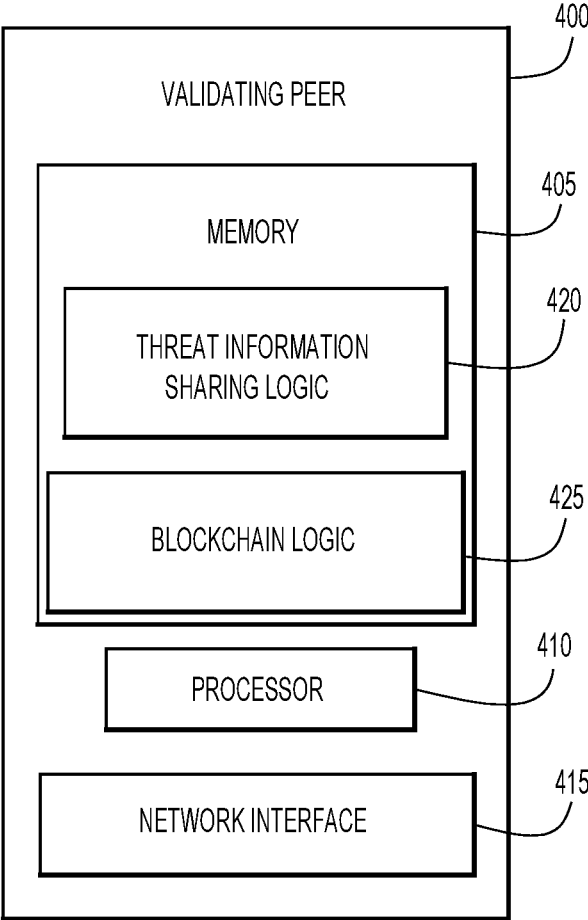 400
VALIDATING PEER
405
MEMORY
420
THREAT INFORMATION
SHARING LOGIC
425
BLOCKCHAIN LOGIC
410
PROCESSOR
415
NETWORK INTERFACE